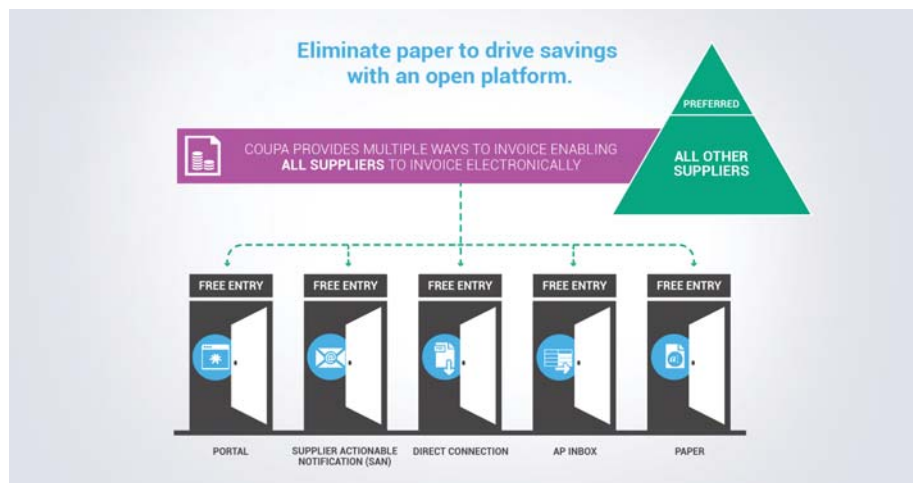 Eliminate paper to drive savings
with an open platform.
PREFERRED
COUPA PROVIDES MULTIPLE WAYS TO INVOICE ENABLING
ALL SUPPLIERS TO INVOICE ELECTRONICALLY
ALL OTHER
SUPPLIERS
FREE ENTRY
FREE ENTRY
FREE ENTRY
FREE ENTRY
FREE ENTRY
PORTAL
SUPPLIER ACTIONABLE
NOTIFICATION (SAN)
DIRECT CONNECTION
AP INBOX
PAPER